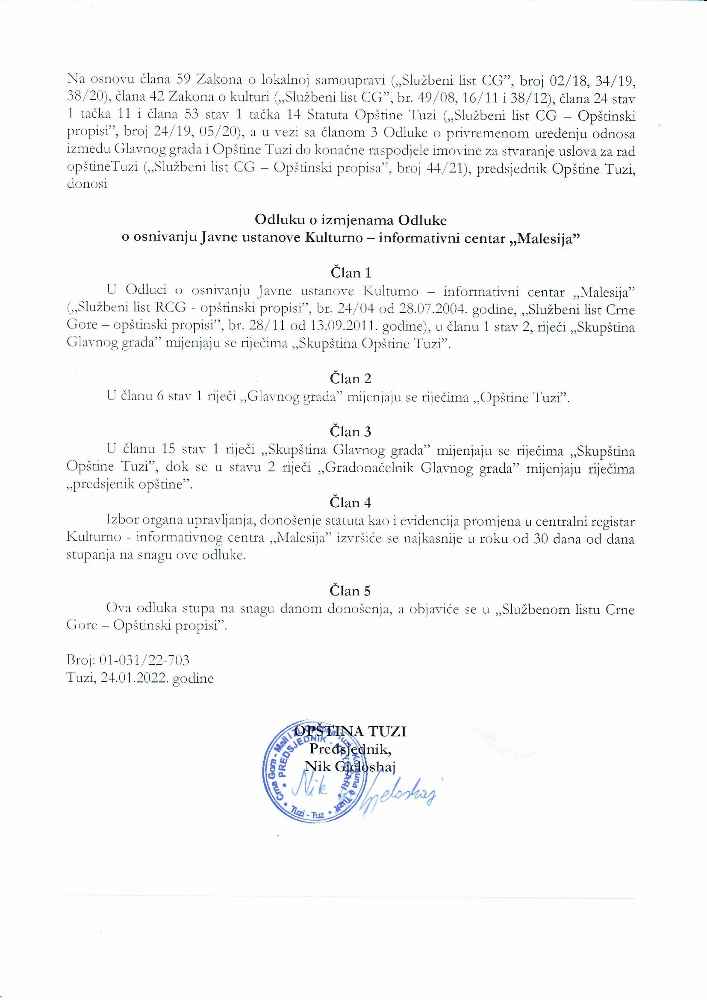 Na osnovu člana 59 Zakona o lokalnoj samoupravi („Službeni list CG”, broj 02/18, 34/19,
38/20), člana 42 Zakona o kulturi („Službeni list CG”, br. 49/08, 16/11 i 38/12), člana 24 stav
1 tačka 11 i člana 53 stav 1 tačka 14 Statuta Opštine Tuzi („Službeni list CG – Opštinski
propisi”, broj 24/19, 05/20), a u vezi sa članom 3 Odluke o privremenom uređenju odnosa
između Glavnog grada i Opštine Tuzi do konačne raspodjele imovine za stvaranje uslova za rad
opštineTuzi („Službeni list CG – Opštinski propisa”, broj 44/21), predsjednik Opštine Tuzi,
donosi
Odluku o izmjenama Odluke
o osnivanju Javne ustanove Kulturno – informativni centar „Malesija”
Član 1
U Odluci o osnivanju Javne ustanove Kulturno – informativni centar „Malesija”
(„Službeni list RCG - opštinski propisi”, br. 24/04 od 28.07.2004. godine, „Službeni list Crne
Gore – opštinski propisi”, br. 28/11 od 13.09.2011. godine), u članu 1 stav 2, riječi „Skupština
Glavnog grada” mijenjaju se riječima „Skupština Opštine Tuzi”.
Član 2
U članu 6 stav 1 riječi „Glavnog grada” mijenjaju se riječima „Opštine Tuzi”.
Član 3
U članu 15 stav 1 riječi „Skupština Glavnog grada” mijenjaju se riječima „Skupština
Opštine Tuzi”, dok se u stavu 2 riječi „Gradonačelnik Glavnog grada” mijenjaju riječima
„predsjenik opštine”.
Član 4
Izbor organa upravljanja, donošenje statuta kao i evidencija promjena u centralni registar
Kulturno - informativnog centra „Malesija” izvršiće se najkasnije u roku od 30 dana od dana
stupanja na snagu ove odluke.
Član 5
Ova odluka stupa na snagu danom donošenja, a objaviće se u „Službenom listu Crne
Gore – Opštinski propisi”.
Broj: 01-031/22-703
Tuzi, 24.01.2022. godine
OPŠTINA TUZI
Predsjednik,
Nik Gjeloshaj
Nik Gjeloshaj
Crna Gora - Mali i Zi, Opština Tuzi - Komuna e Tuzit
* PREDSJEDNIK - KRYETARI *
* Tuzi - Tuz *